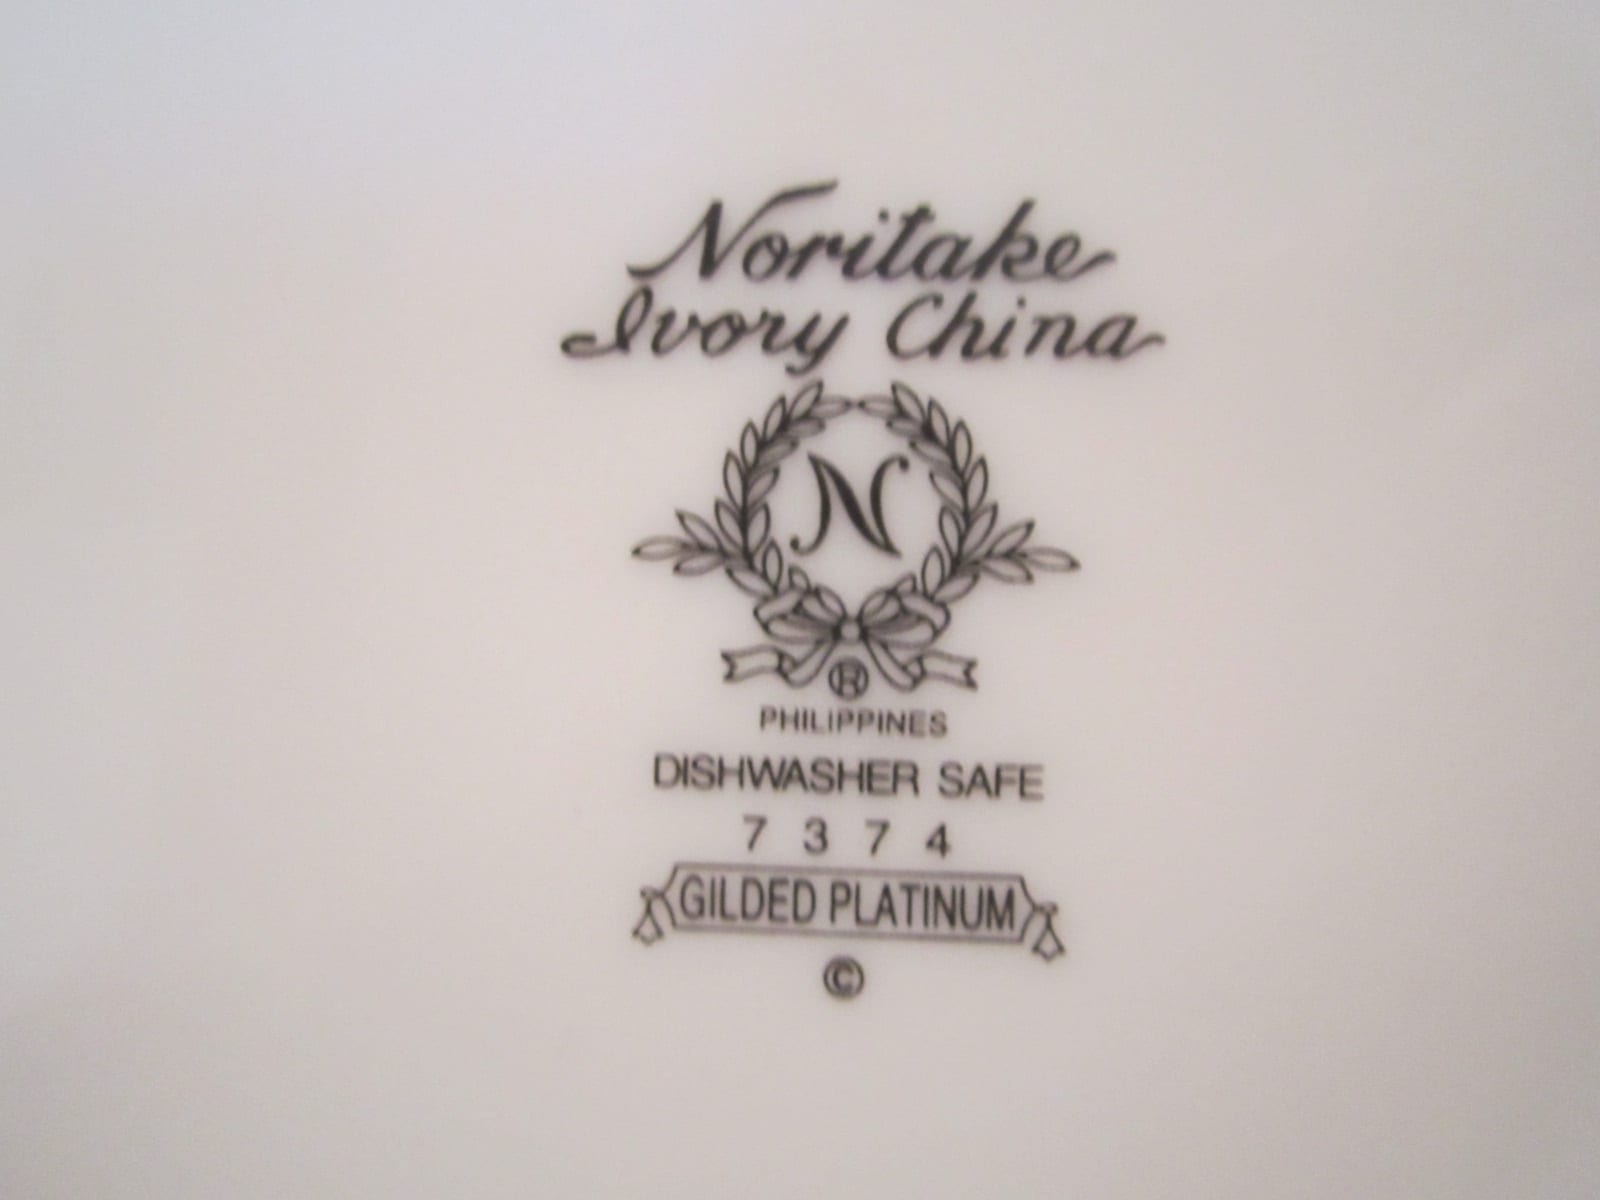 Noritake
Ivory China
N
®
PHILIPPINES
DISHWASHER SAFE
7 3 7 4
GILDED PLATINUM
©